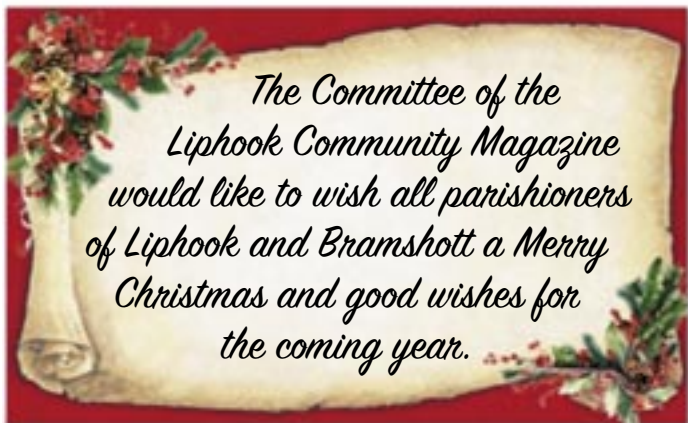 The Committee of the
Liphook Community Magazine
would like to wish all parishioners
of Liphook and Bramshott a Merry
Christmas and good wishes for
the coming year.